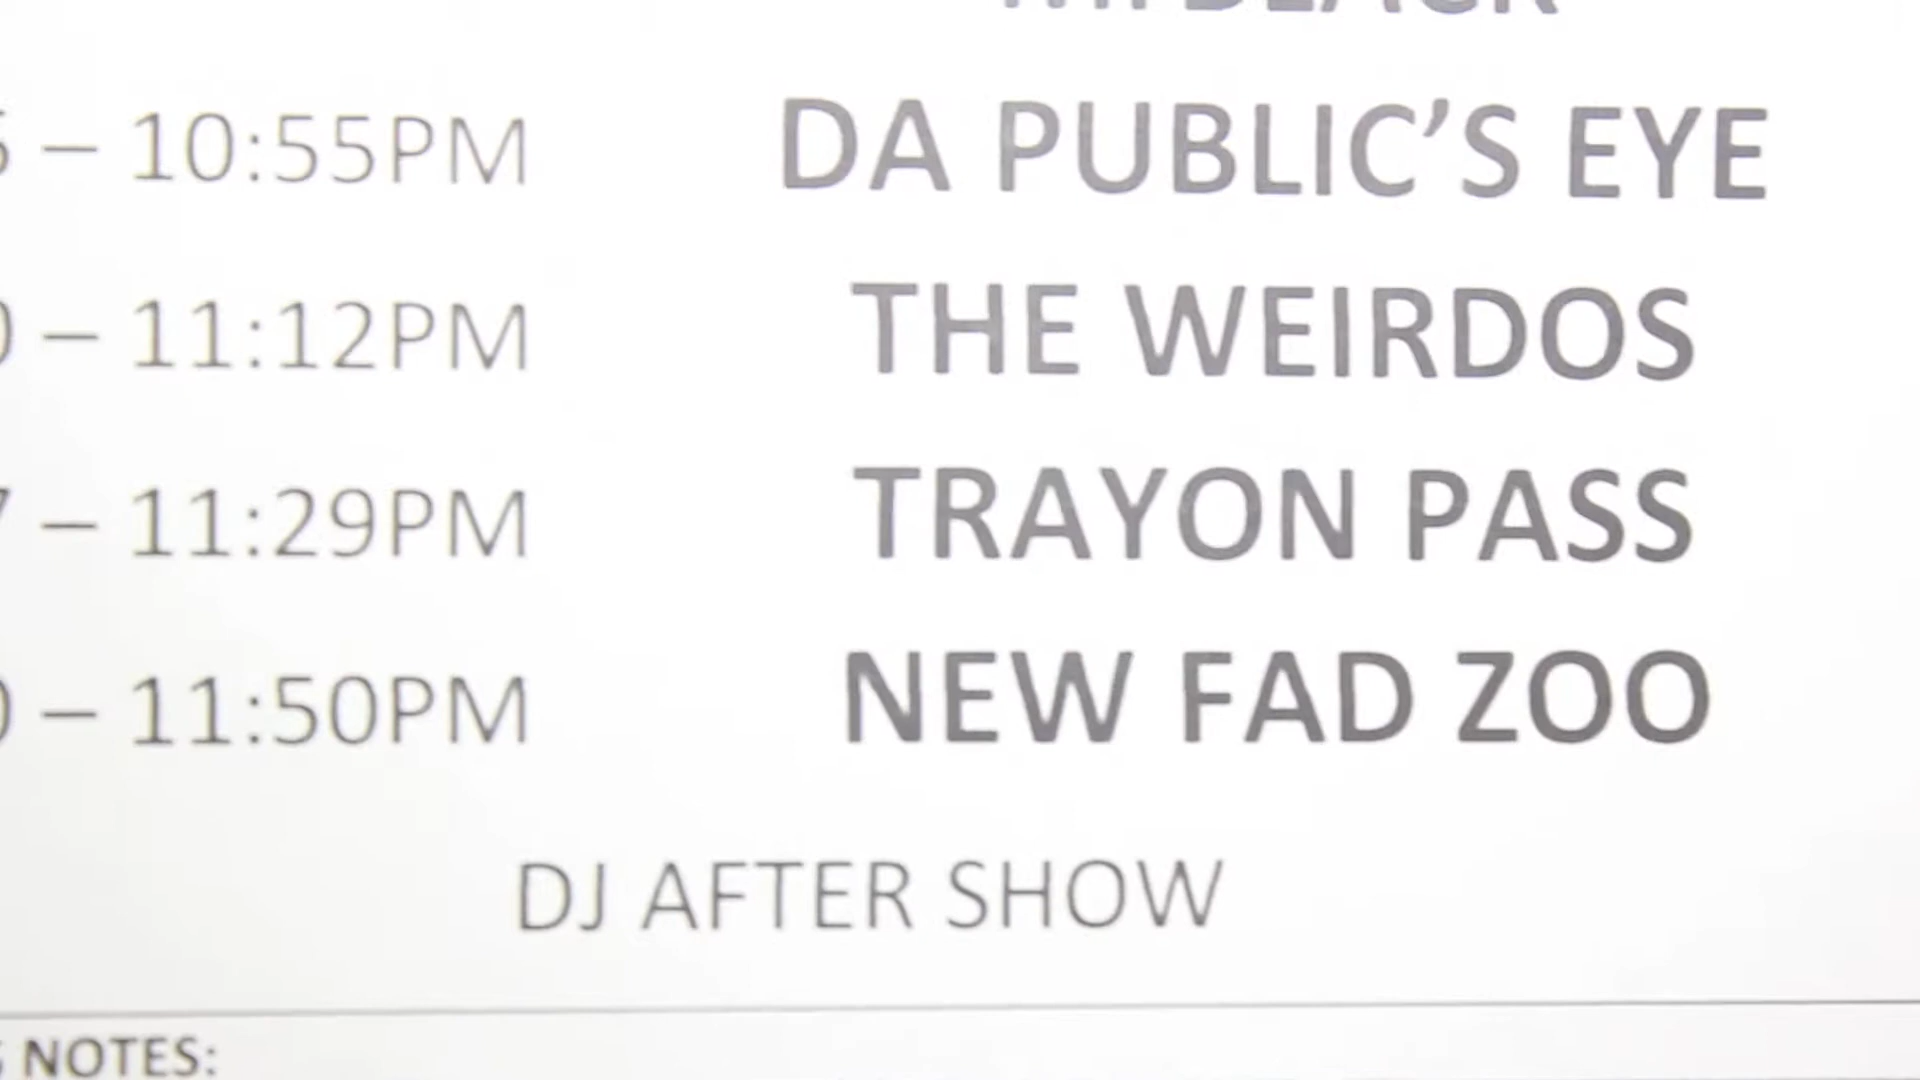 – 10:55PM DA PUBLIC’S EYE
– 11:12PM THE WEIRDOS
– 11:29PM TRAYON PASS
– 11:50PM NEW FAD ZOO
DJ AFTER SHOW
NOTES: